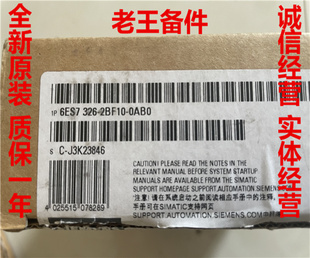 老王备件
全新原装 质保一年
诚信经营 实体经营
1P 6ES7 326-2BF10-0AB0
S C-J3K23846
CAUTION! PLEASE READ THE NOTES IN THE
RELEVANT MANUAL BEFORE SYSTEM STARTUP
MANUALS ARE AVAILABLE FROM THE SIMATIC
SUPPORT HOMEPAGE SUPPORT.AUTOMATION.SIEMENS
注意! 请在系统启动之前阅读相应手册中的注释,
手册可在SIMATIC支持网页
SUPPORT.AUTOMATION.SIEMENS.COM
4 025515 078289